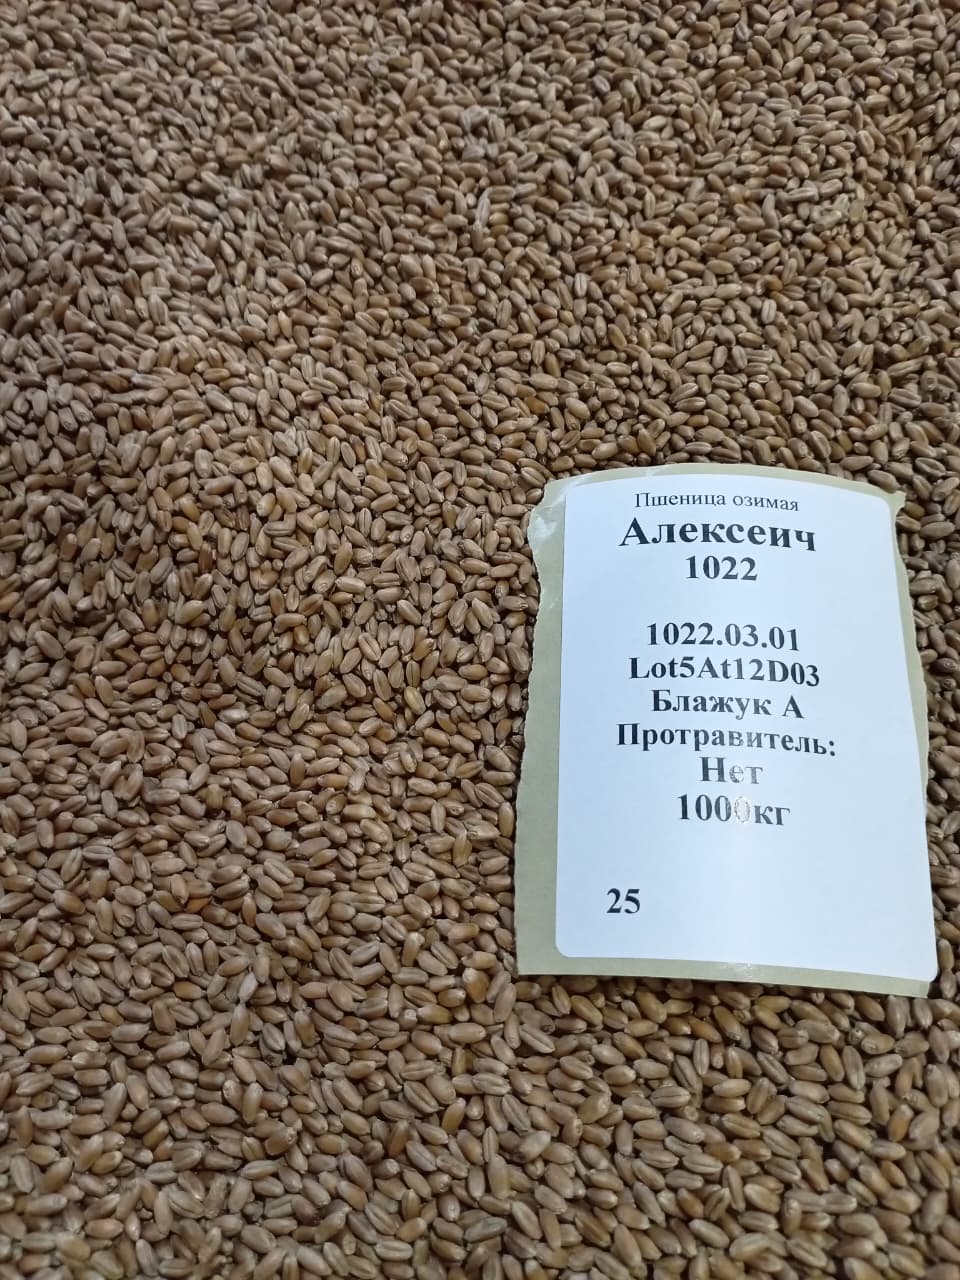 Пшеница озимая
Алексеич
1022
1022.03.01
Lot5At12D03
Блажук А
Протравитель:
Нет
1000кг
25